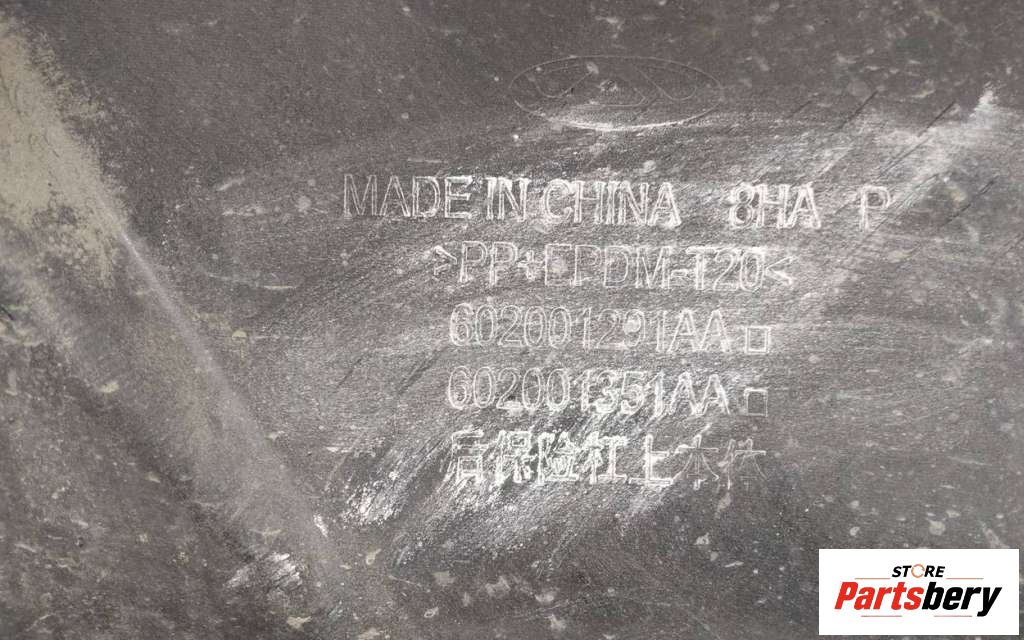 MADE IN CHINA 8HA P
>PP+EPDM-T20<
602001291AA
602001351AA
后保险杠上本体
STORE
Partsbery